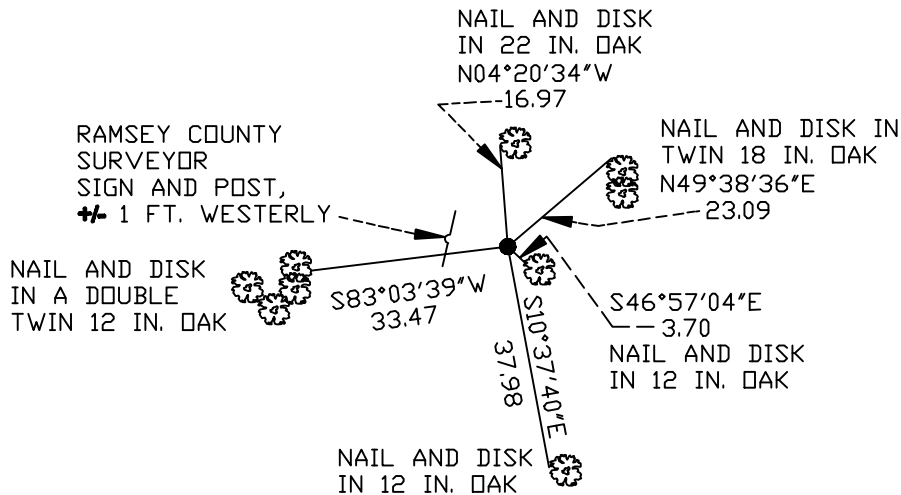 NAIL AND DISK
IN 22 IN. OAK
N04°20'34"W
16.97
RAMSEY COUNTY
SURVEYOR
SIGN AND POST,
+/- 1 FT. WESTERLY
NAIL AND DISK IN
TWIN 18 IN. OAK
N49°38'36"E
23.09
NAIL AND DISK
IN A DOUBLE
TWIN 12 IN. OAK
S83°03'39"W
33.47
S46°57'04"E
3.70
NAIL AND DISK
IN 12 IN. OAK
S10°37'40"E
37.98
NAIL AND DISK
IN 12 IN. OAK